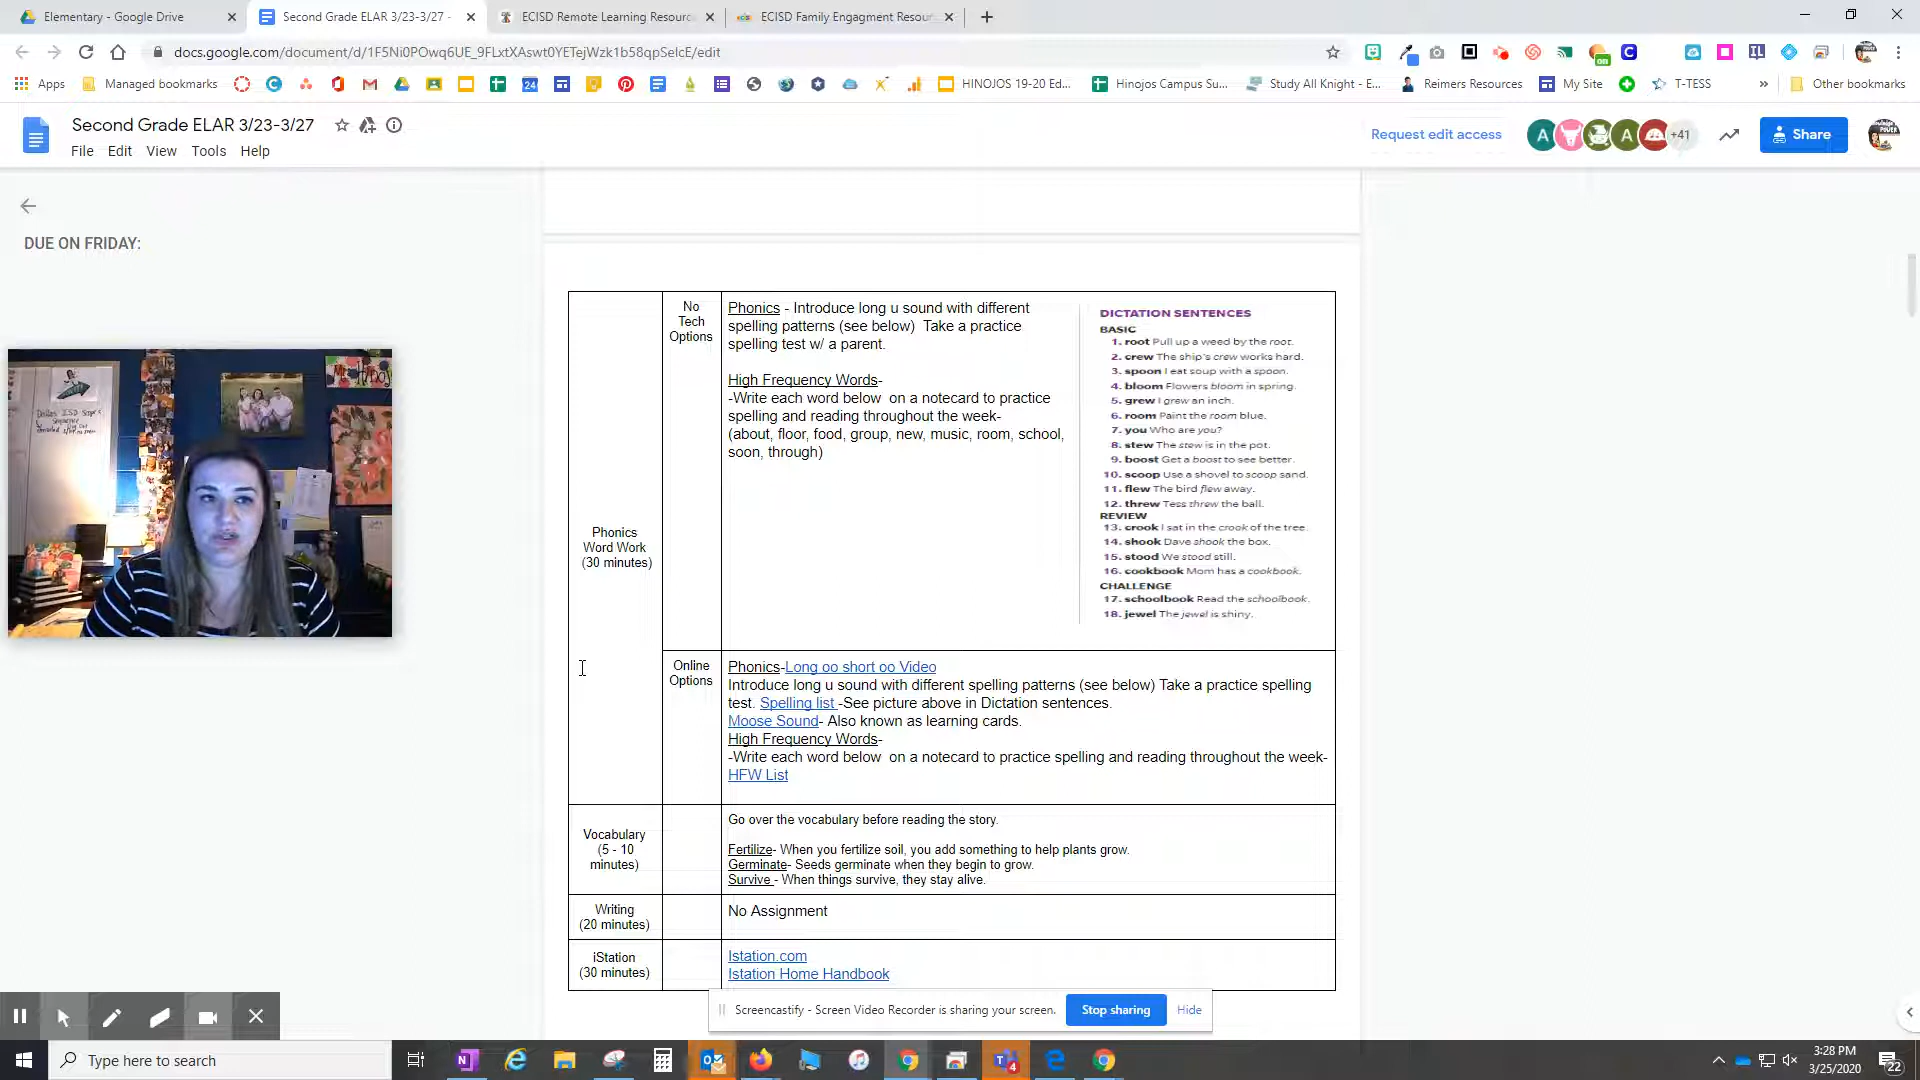 Elementary - Google Drive
Second Grade ELAR 3/23-3/27 -
ECISD Remote Learning Resourc
ECISD Family Engagment Resour
docs.google.com/document/d/1F5Ni0POwq6UE_9FLxtXAswt0YETejWzk1b58qpSelcE/edit
Apps
Managed bookmarks
HINOJOS 19-20 Ed...
Hinojos Campus Su...
Study All Knight - E...
Reimers Resources
My Site
T-TESS
»
Other bookmarks
Second Grade ELAR 3/23-3/27
File Edit View Tools Help
Request edit access
A
A
+41
Share
DUE ON FRIDAY:
Phonics
Word Work
(30 minutes)
No
Tech
Options
Phonics - Introduce long u sound with different
spelling patterns (see below) Take a practice
spelling test w/ a parent.
High Frequency Words-
-Write each word below on a notecard to practice
spelling and reading throughout the week-
(about, floor, food, group, new, music, room, school,
soon, through)
DICTATION SENTENCES
BASIC
1. root Pull up a weed by the root.
2. crew The ship's crew works hard.
3. spoon I eat soup with a spoon.
4. bloom Flowers bloom in spring.
5. grew I grew an inch.
6. room Paint the room blue.
7. you Who are you?
8. stew The stew is in the pot.
9. boost Get a boost to see better.
10. scoop Use a shovel to scoop sand.
11. flew The bird flew away.
12. threw Tess threw the ball.
REVIEW
13. crook I sat in the crook of the tree.
14. shook Dave shook the box.
15. stood We stood still.
16. cookbook Mom has a cookbook.
CHALLENGE
17. schoolbook Read the schoolbook.
18. jewel The jewel is shiny.
Online
Options
Phonics-Long oo short oo Video
Introduce long u sound with different spelling patterns (see below) Take a practice spelling
test. Spelling list -See picture above in Dictation sentences.
Moose Sound- Also known as learning cards.
High Frequency Words-
-Write each word below on a notecard to practice spelling and reading throughout the week-
HFW List
Vocabulary
(5 - 10
minutes)
Go over the vocabulary before reading the story.
Fertilize- When you fertilize soil, you add something to help plants grow.
Germinate- Seeds germinate when they begin to grow.
Survive - When things survive, they stay alive.
Writing
(20 minutes)
No Assignment
iStation
(30 minutes)
Istation.com
Istation Home Handbook
Screencastify - Screen Video Recorder is sharing your screen.
Stop sharing
Hide
Type here to search
3:28 PM
3/25/2020
22